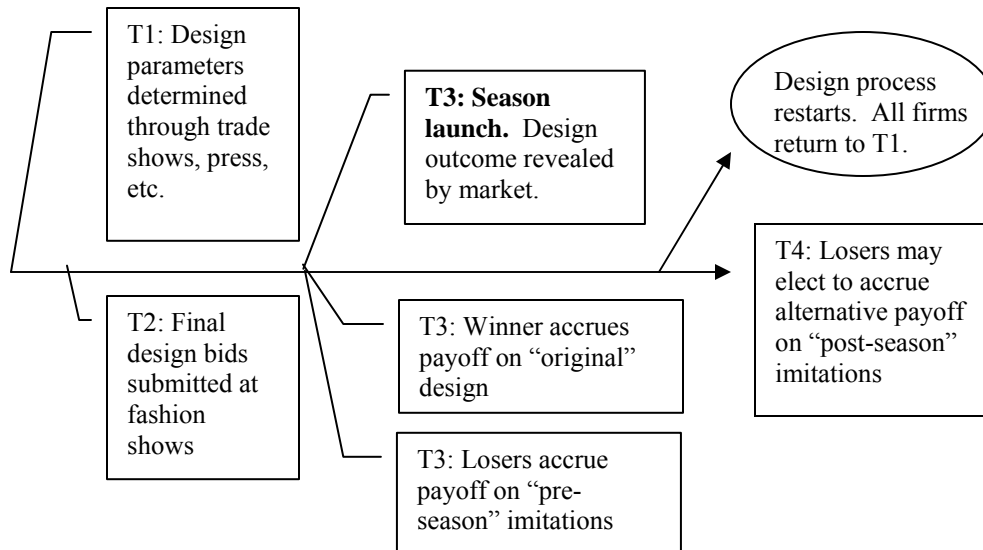 T1: Design
parameters
determined
through trade
shows, press,
etc.
T2: Final
design bids
submitted at
fashion
shows
T3: Season
launch. Design
outcome revealed
by market.
T3: Winner accrues
payoff on “original”
design
T3: Losers accrue
payoff on “pre-
season” imitations
Design process
restarts. All firms
return to T1.
T4: Losers may
elect to accrue
alternative payoff
on “post-season”
imitations